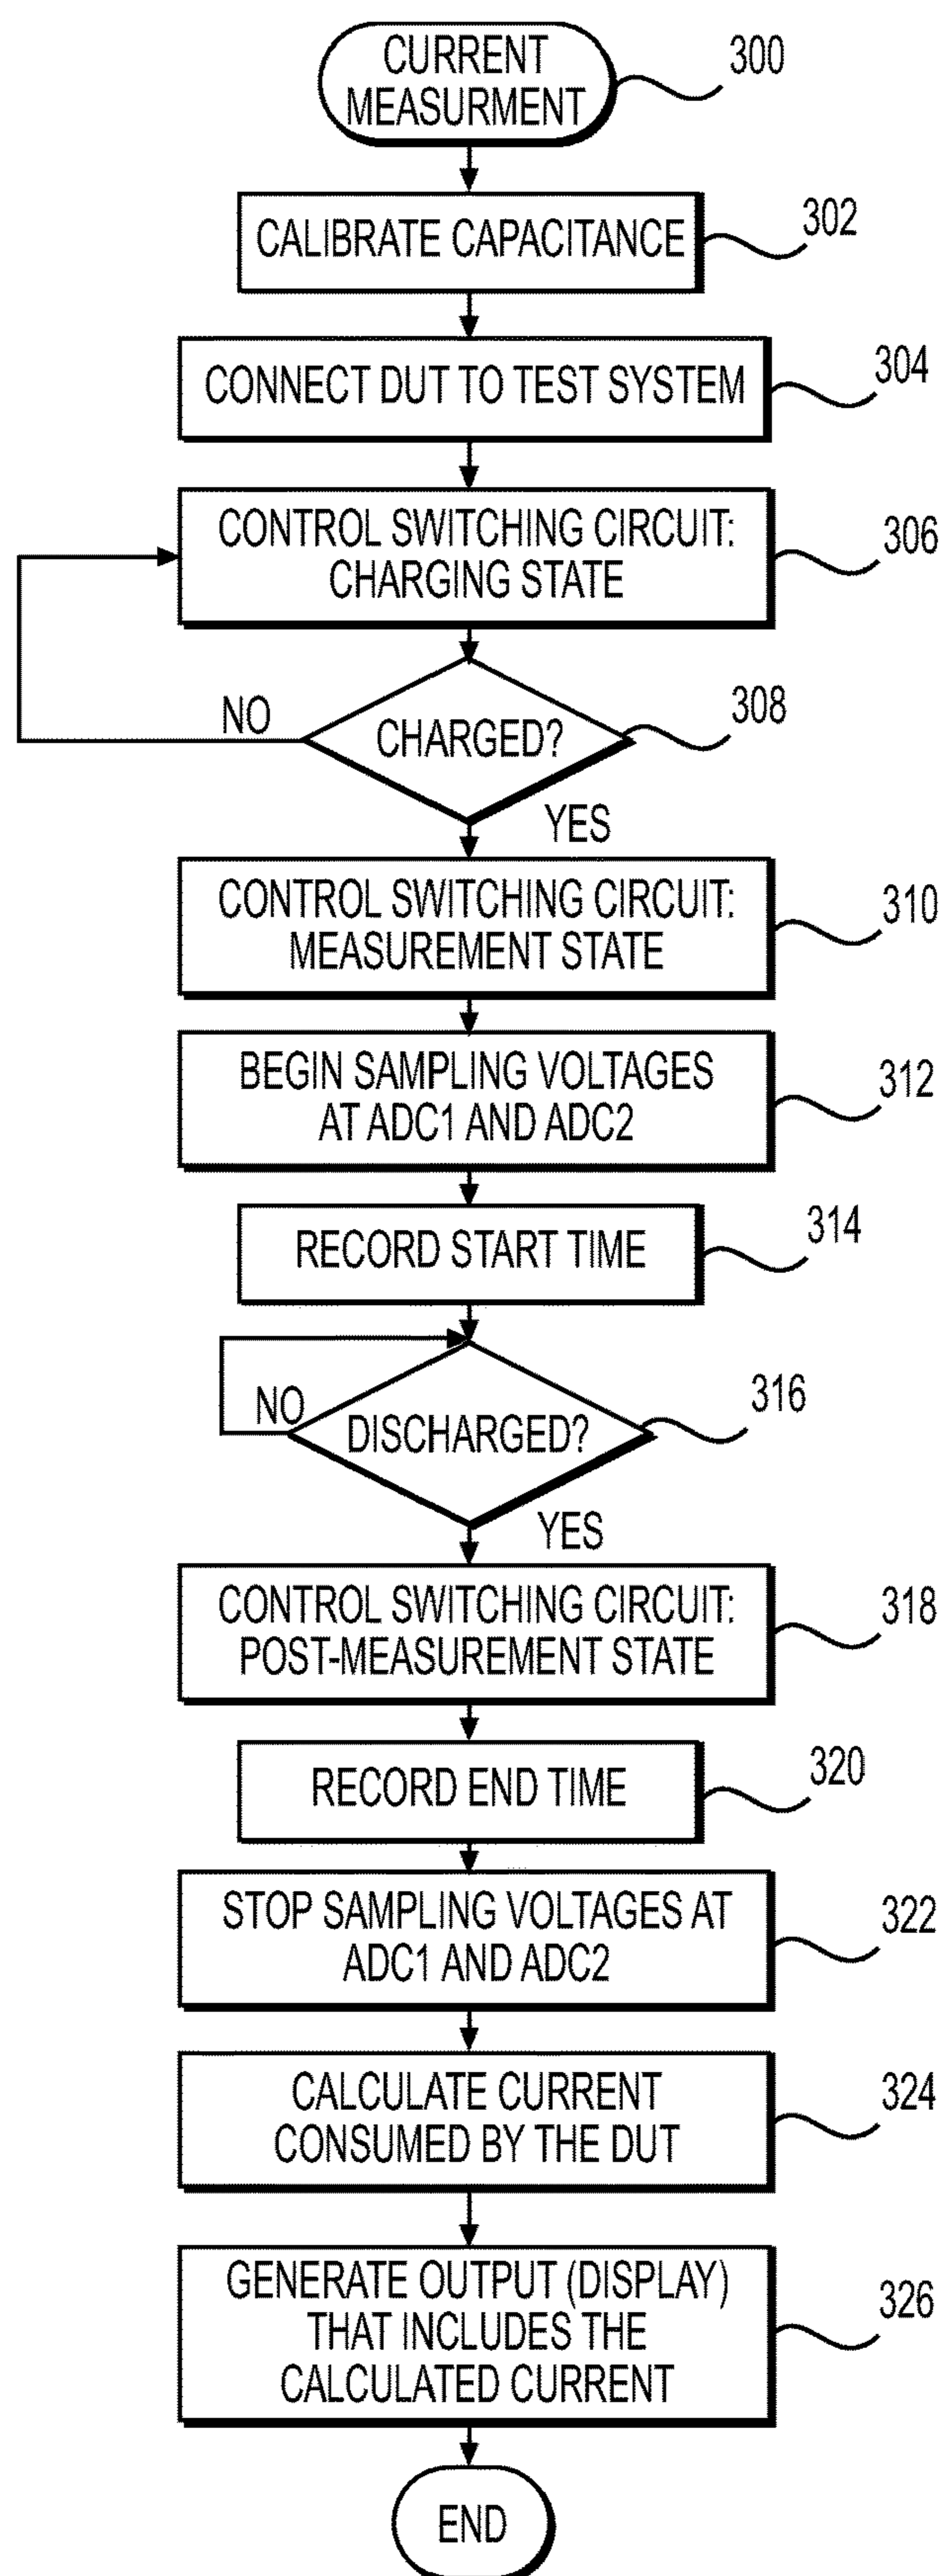 CURRENT
MEASURMENT
300
CALIBRATE CAPACITANCE
302
CONNECT DUT TO TEST SYSTEM
304
CONTROL SWITCHING CIRCUIT:
CHARGING STATE
306
NO
CHARGED?
308
YES
CONTROL SWITCHING CIRCUIT:
MEASUREMENT STATE
310
BEGIN SAMPLING VOLTAGES
AT ADC1 AND ADC2
312
RECORD START TIME
314
NO
DISCHARGED?
316
YES
CONTROL SWITCHING CIRCUIT:
POST-MEASUREMENT STATE
318
RECORD END TIME
320
STOP SAMPLING VOLTAGES AT
ADC1 AND ADC2
322
CALCULATE CURRENT
CONSUMED BY THE DUT
324
GENERATE OUTPUT (DISPLAY)
THAT INCLUDES THE
CALCULATED CURRENT
326
END